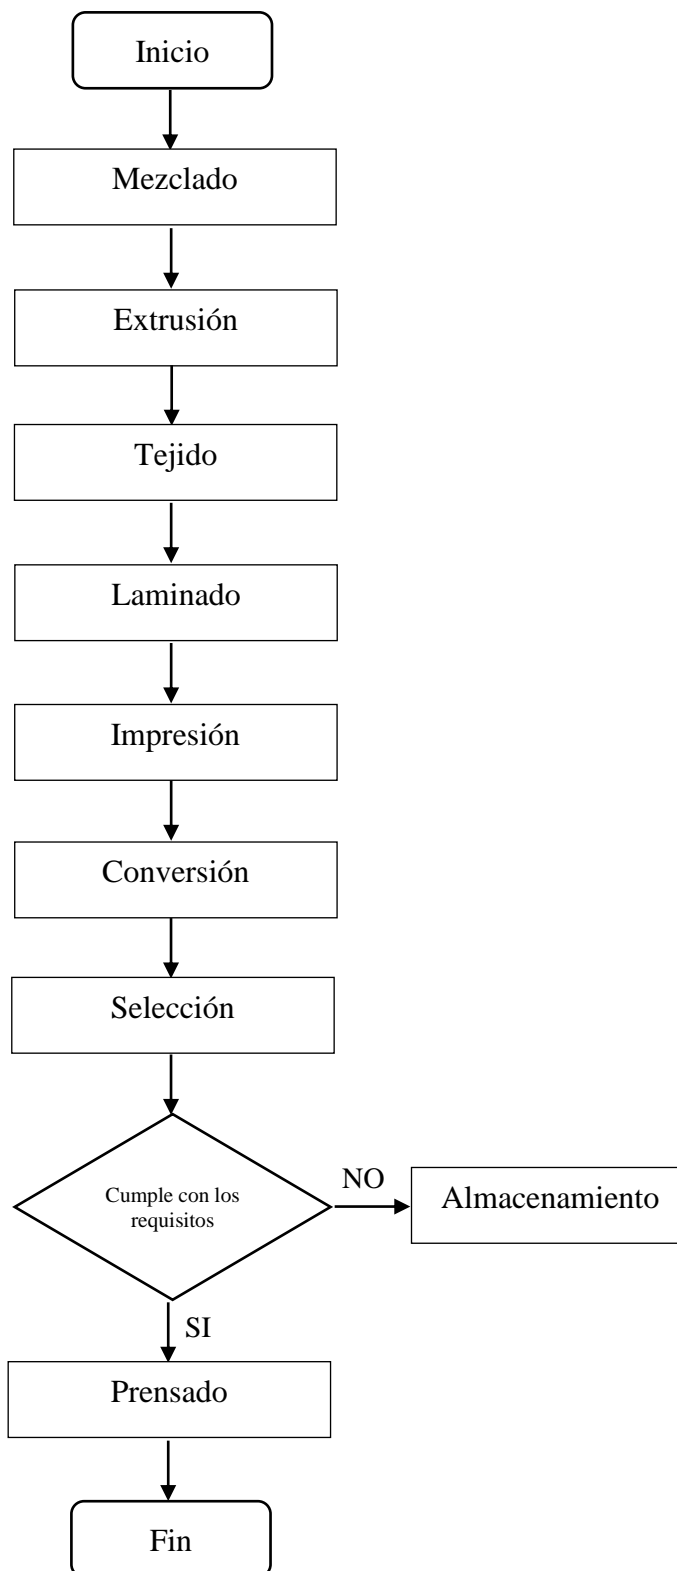 Inicio
Mezclado
Extrusión
Tejido
Laminado
Impresión
Conversión
Selección
Cumple con los
requisitos
NO
Almacenamiento
SI
Prensado
Fin